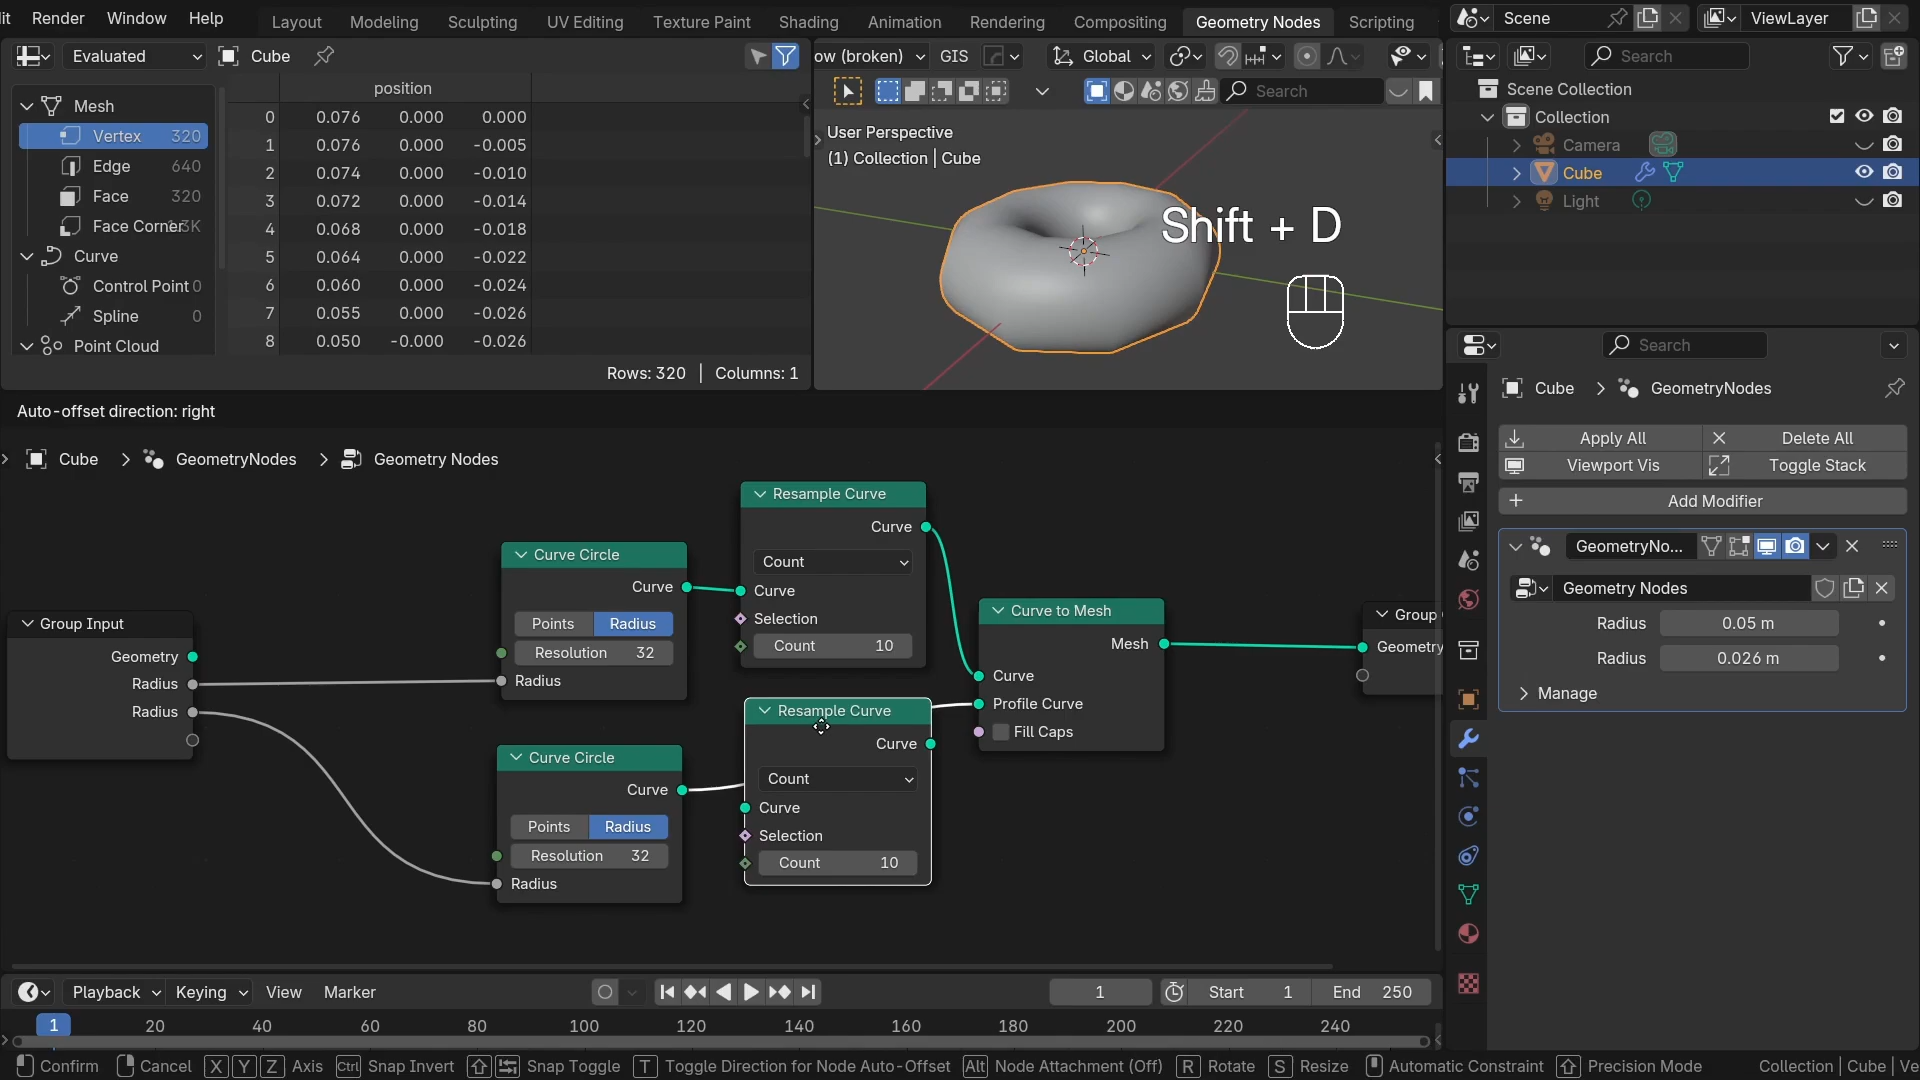 it Render Window Help Layout Modeling Sculpting UV Editing Texture Paint Shading Animation Rendering Compositing Geometry Nodes Scripting Scene ViewLayer
Evaluated Cube
ow (broken) GIS Global
Search
Search
position
Mesh
Vertex 320
Edge 640
Face 320
Face Corner 3K
Curve
Control Point 0
Spline 0
Point Cloud
0 0.076 0.000 0.000
1 0.076 0.000 -0.005
2 0.074 0.000 -0.010
3 0.072 0.000 -0.014
4 0.068 0.000 -0.018
5 0.064 0.000 -0.022
6 0.060 0.000 -0.024
7 0.055 0.000 -0.026
8 0.050 -0.000 -0.026
Rows: 320 | Columns: 1
User Perspective
(1) Collection | Cube
Shift + D
Scene Collection
Collection
Camera
Cube
Light
Auto-offset direction: right
Cube > GeometryNodes > Geometry Nodes
Group Input
Geometry
Radius
Radius
Curve Circle
Curve
Points Radius
Resolution 32
Radius
Curve Circle
Curve
Points Radius
Resolution 32
Radius
Resample Curve
Curve
Count
Curve
Selection
Count 10
Resample Curve
Curve
Count
Curve
Selection
Count 10
Curve to Mesh
Mesh
Curve
Profile Curve
Fill Caps
Group
Geometry
Search
Cube > GeometryNodes
Apply All Delete All
Viewport Vis Toggle Stack
Add Modifier
GeometryNo...
Geometry Nodes
Radius 0.05 m
Radius 0.026 m
Manage
Playback Keying View Marker 1 Start 1 End 250
1 20 40 60 80 100 120 140 160 180 200 220 240
Confirm Cancel X Y Z Axis Ctrl Snap Invert Snap Toggle T Toggle Direction for Node Auto-Offset Alt Node Attachment (Off) R Rotate S Resize Automatic Constraint Precision Mode Collection | Cube | Ve